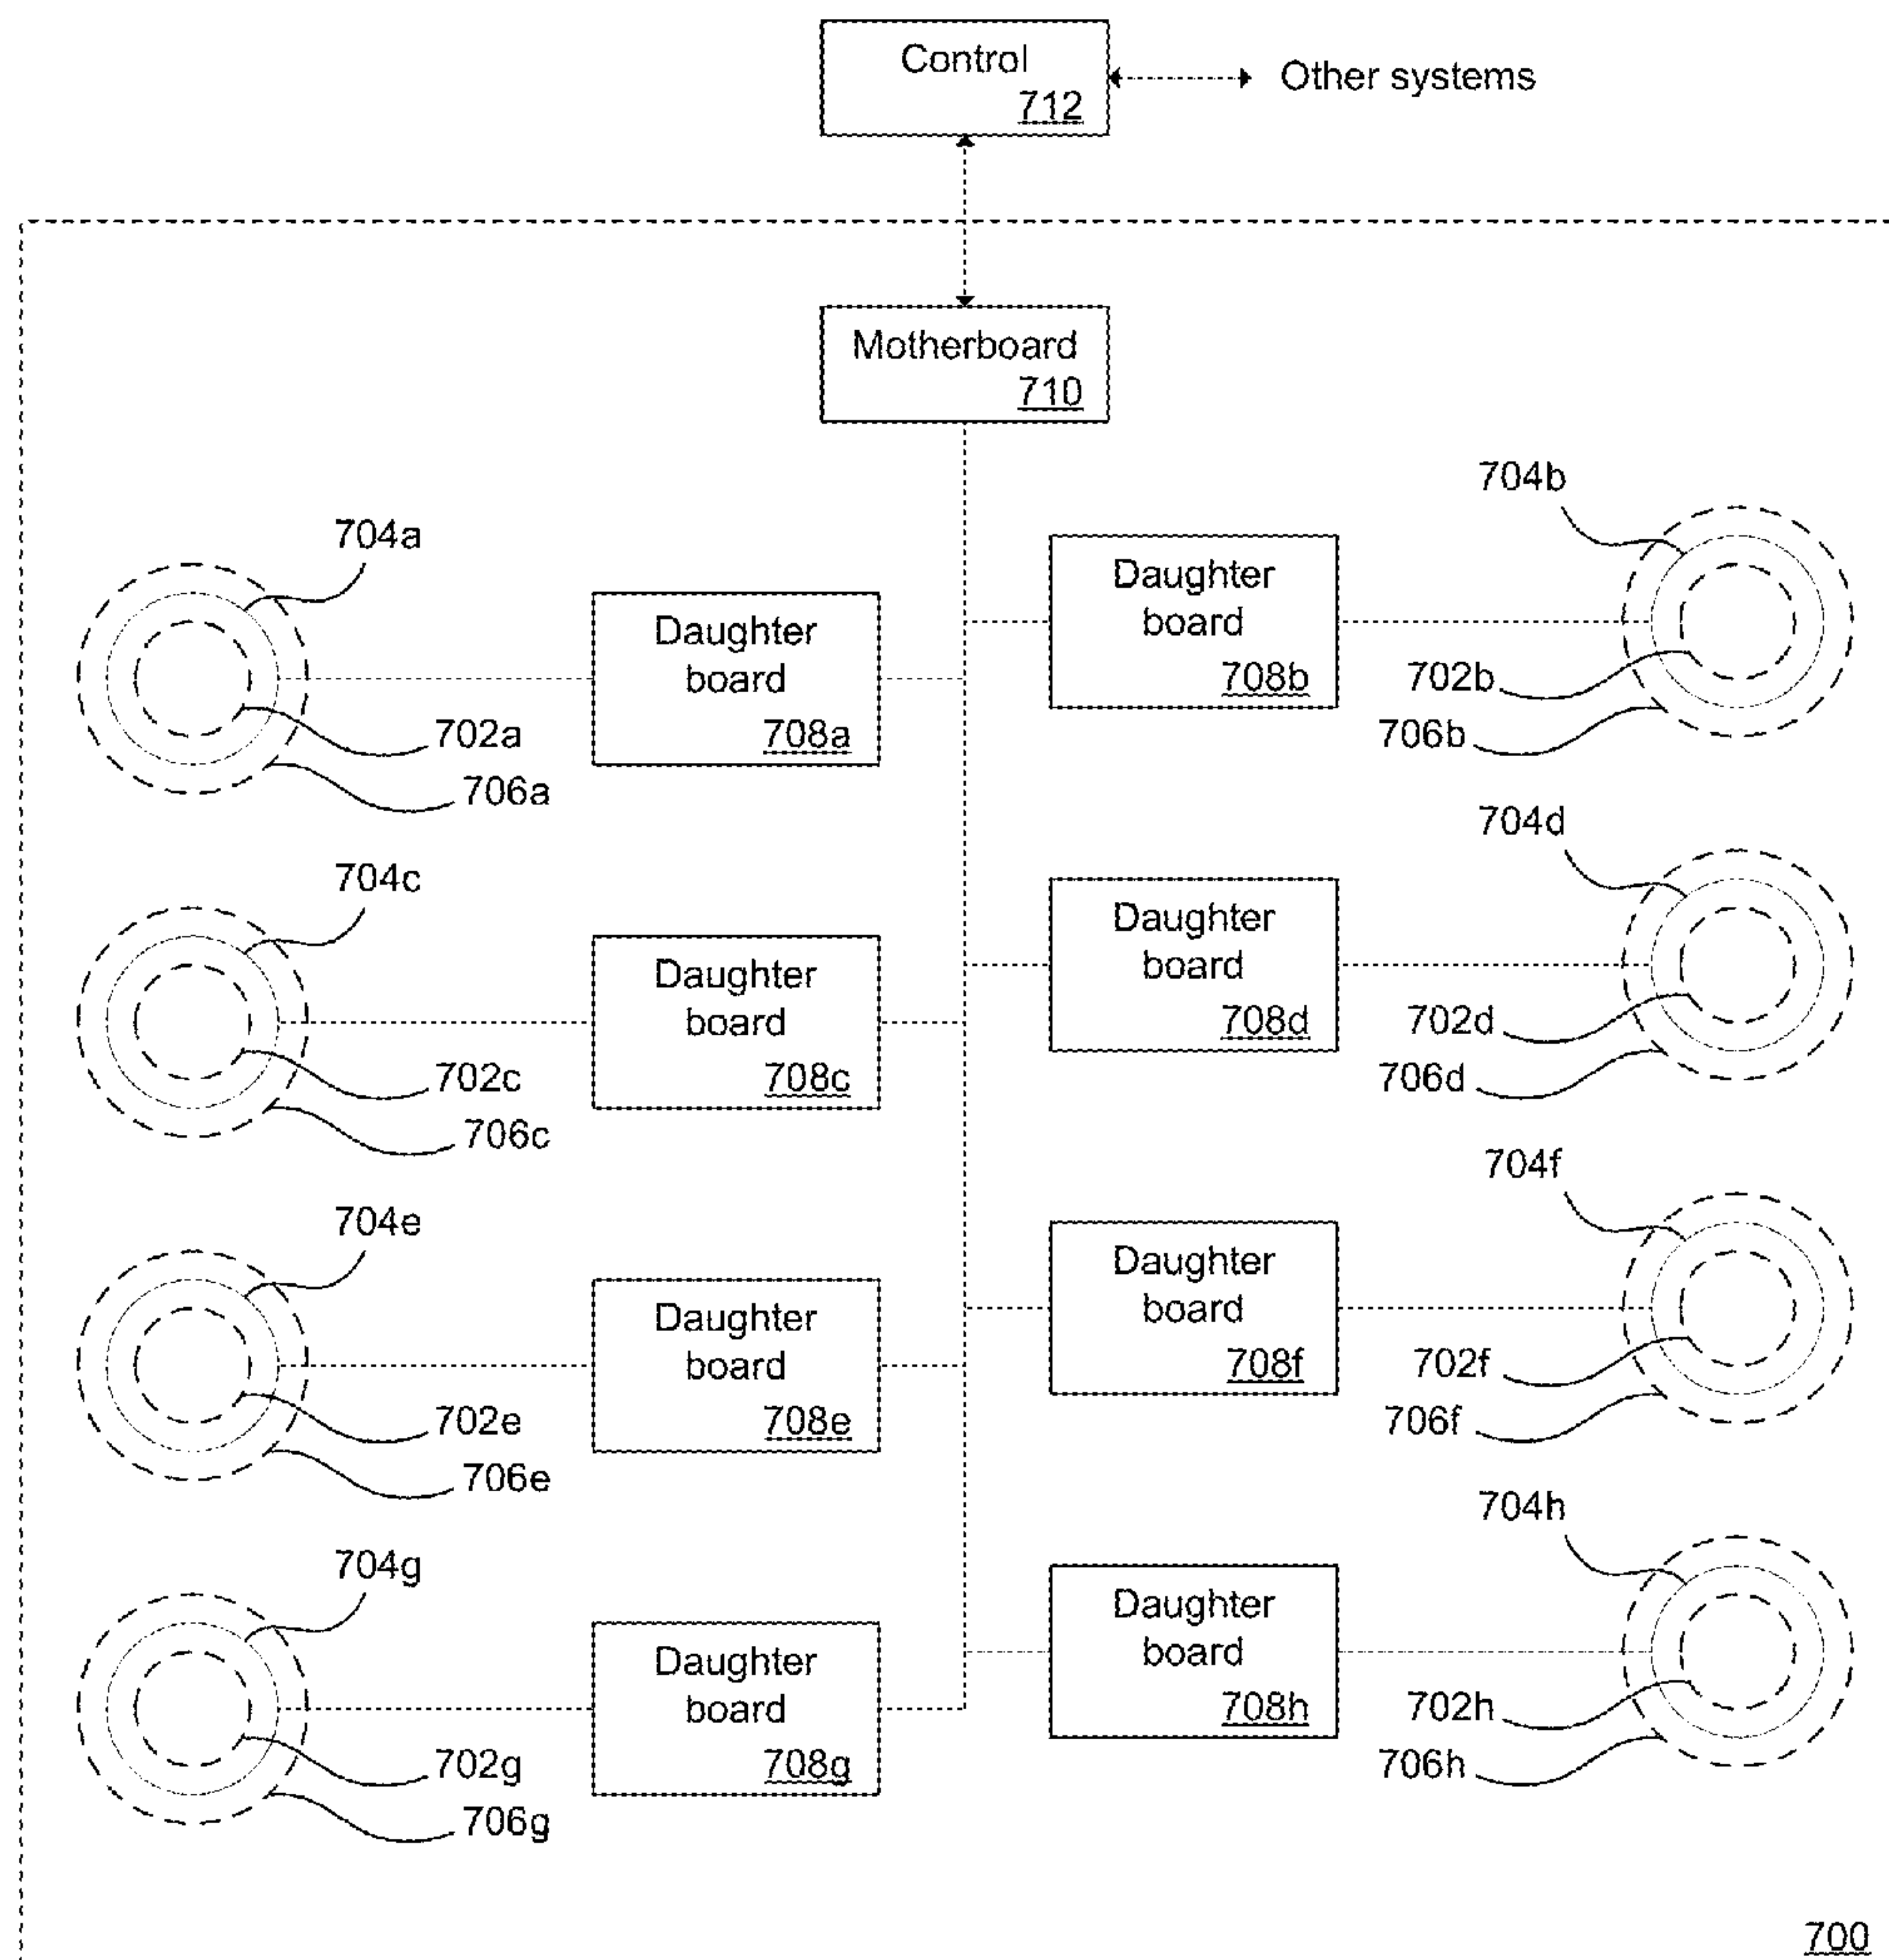 Control
712
Other systems
Motherboard
710
704b
704a
Daughter
board
708b
Daughter
board
708a
702b
702a
706b
706a
704d
704c
Daughter
board
708d
Daughter
board
708c
702d
702c
706d
706c
704f
704e
Daughter
board
708f
Daughter
board
708e
702f
702e
706f
706e
704h
704g
Daughter
board
708h
Daughter
board
708g
702h
702g
706h
706g
700